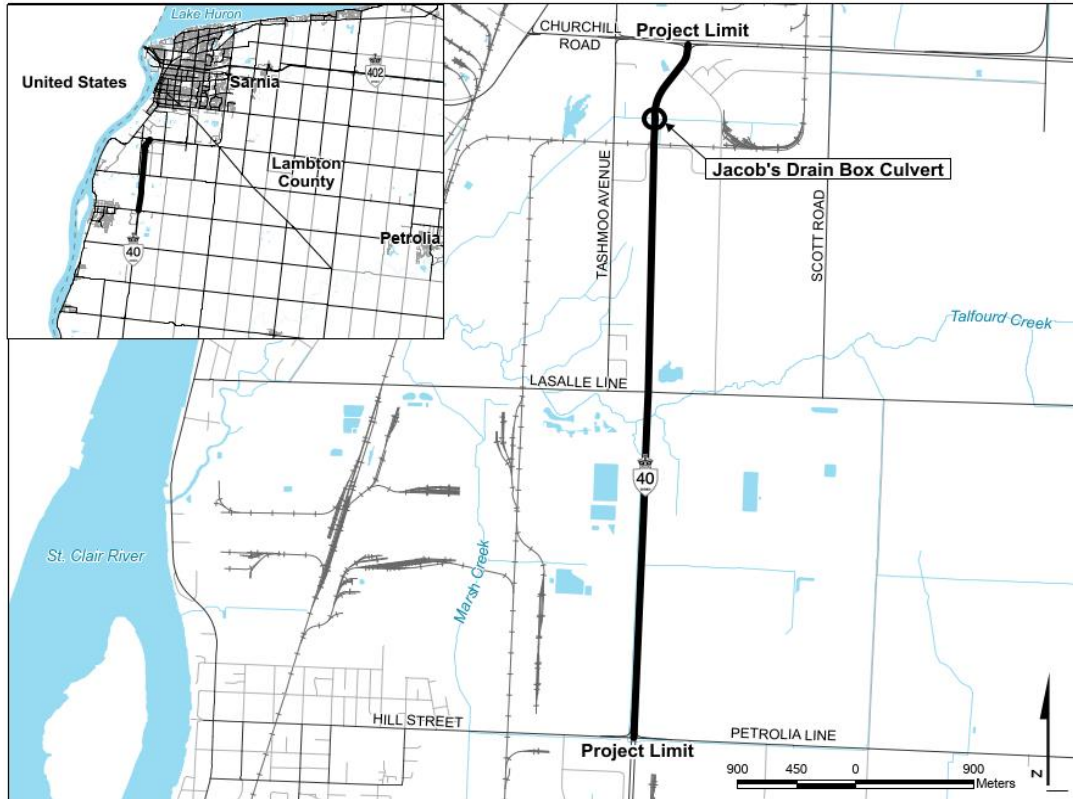 Lake Huron
United States
Sarnia
402
Lambton
County
Petrolia
40
CHURCHILL
ROAD
Project Limit
Jacob's Drain Box Culvert
TASHMOO AVENUE
SCOTT ROAD
Talfourd Creek
LASALLE LINE
40
St. Clair River
Marsh Creek
HILL STREET
PETROLIA LINE
Project Limit
900 450 0 900
Meters
N